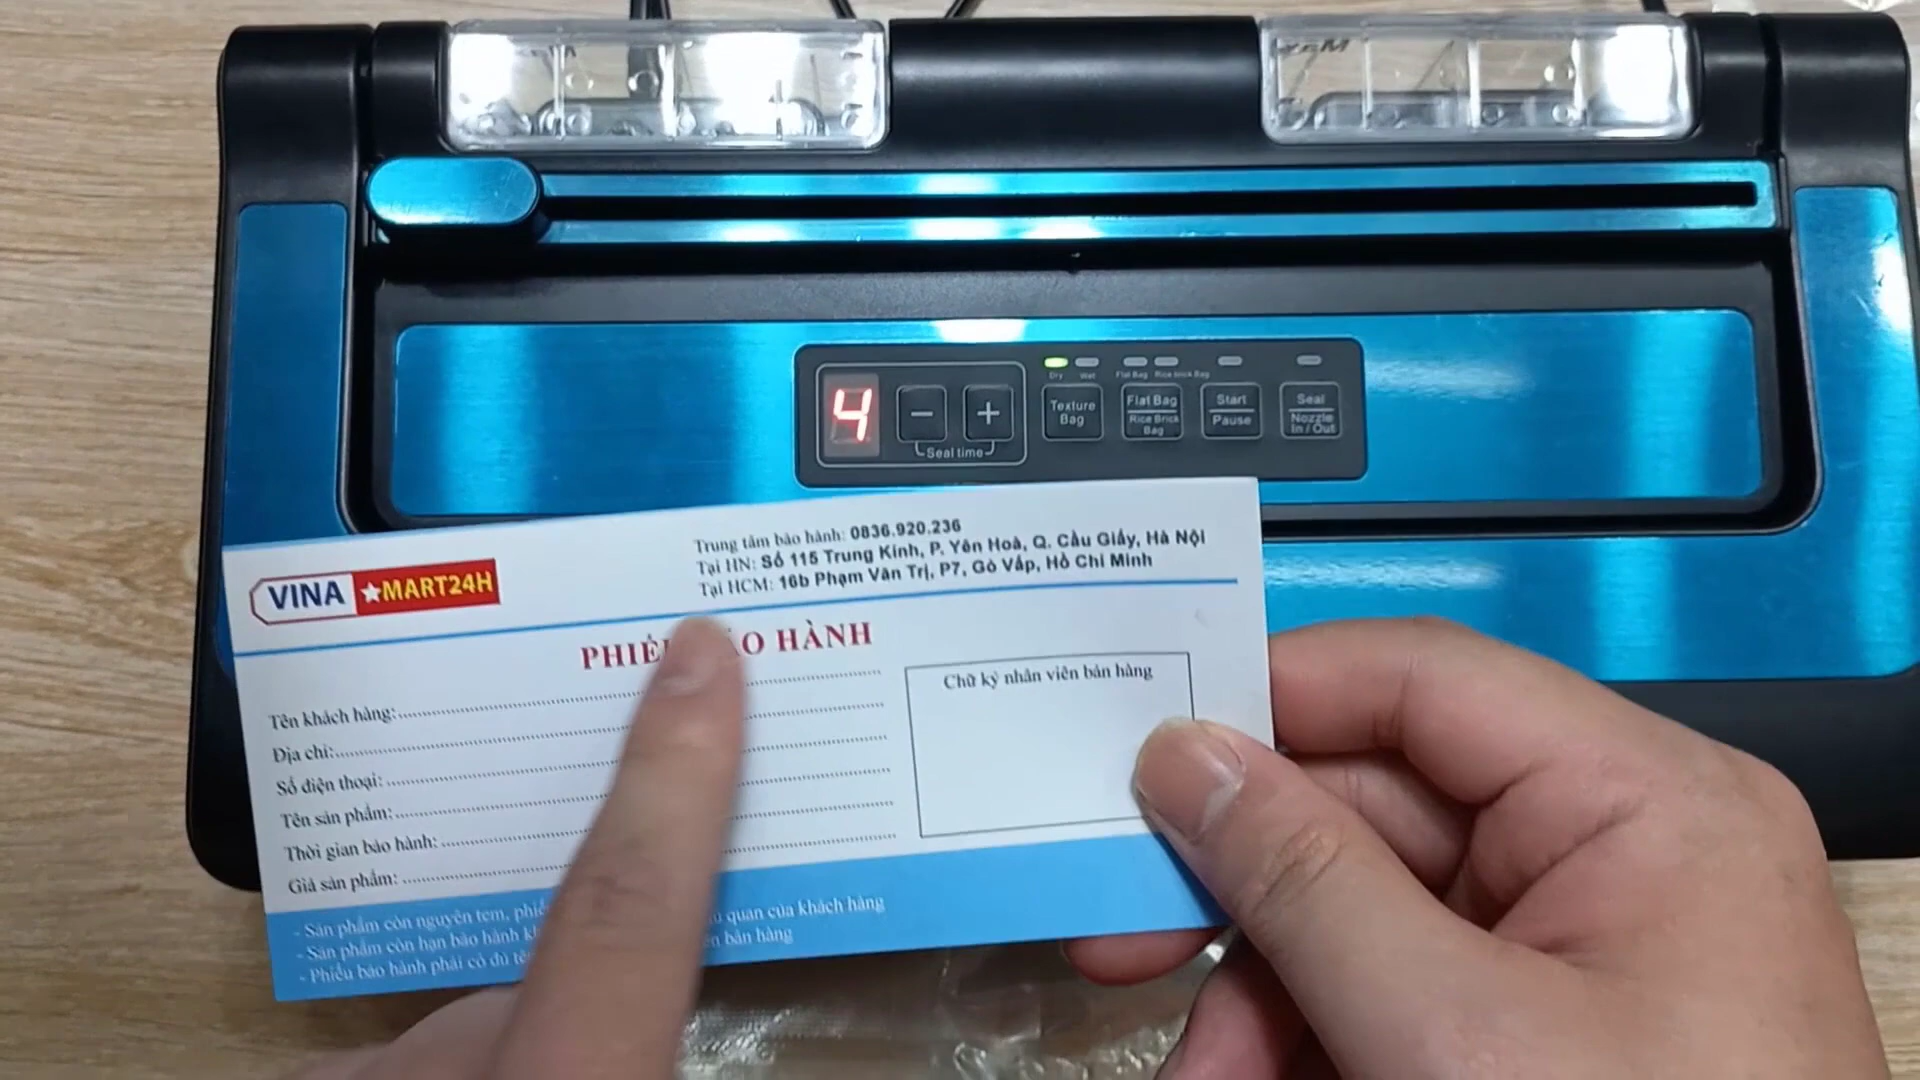 4
Seal time
Dry Wet
Texture
Bag
Flat Bag Rice Brick Bag
Flat Bag
Rice Brick
Bag
Start
Pause
Seal
Nozzle
In / Out
VINA MART24H
Trung tâm bảo hành: 0836.920.236
Tại HN: Số 115 Trung Kính, P. Yên Hoà, Q. Cầu Giấy, Hà Nội
Tại HCM: 16b Phạm Văn Trị, P7, Gò Vấp, Hồ Chí Minh
HÀNH
Tên khách hàng:
Địa chỉ:
Số điện thoại:
Tên sản phẩm:
Thời gian bảo hành:
Giá sản phẩm:
Chữ ký nhân viên bán hàng
- Sản phẩm còn nguyên tem, quan của khách hàng
- Sản phẩm còn hạn bảo hành bán hàng
- Phiếu bảo hành phải có đủ